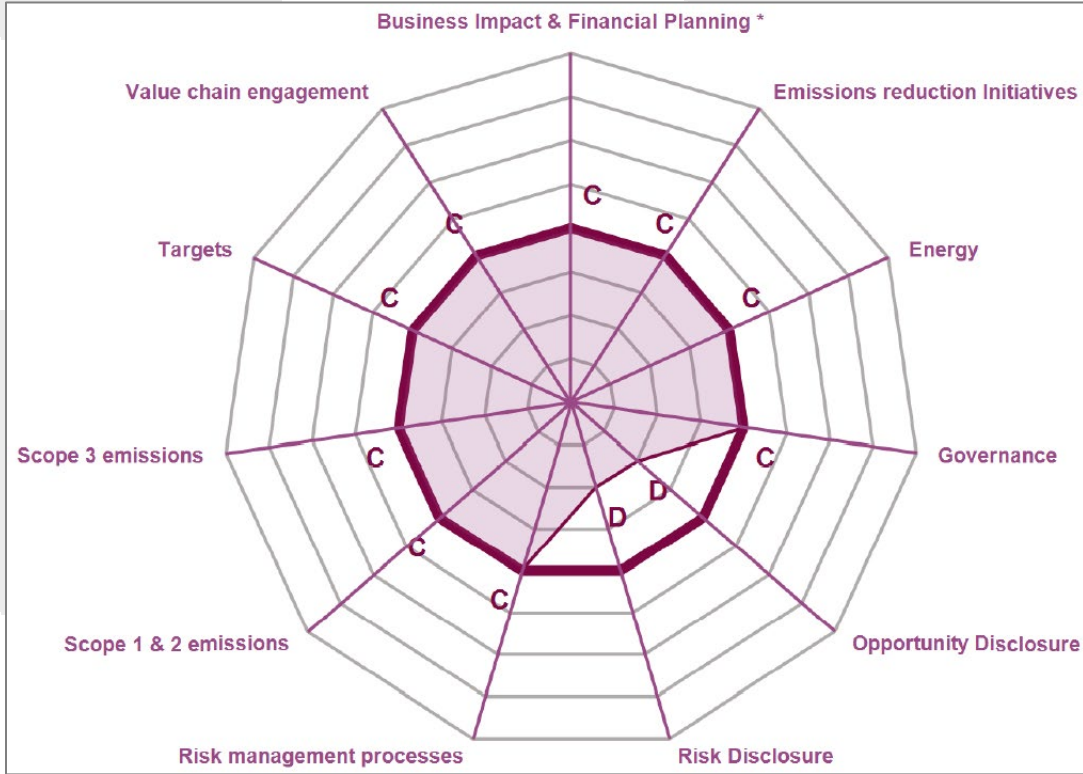 Business Impact & Financial Planning *
Value chain engagement
Emissions reduction Initiatives
C
C
C
Targets
Energy
C
C
Scope 3 emissions
C
C
Governance
D
D
C
C
Scope 1 & 2 emissions
Opportunity Disclosure
Risk management processes
Risk Disclosure